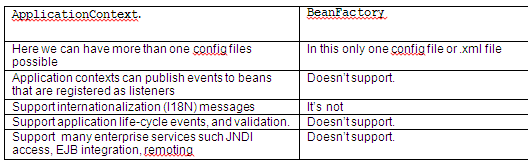 ApplicationContext.
BeanFactory
Here we can have more than one config files
possible
In this only one config file or .xml file
Application contexts can publish events to beans
that are registered as listeners
Doesn't support.
Support internationalization (I18N) messages
It's not
Support application life-cycle events, and validation.
Doesn't support.
Support many enterprise services such JNDI
access, EJB integration, remoting
Doesn't support.